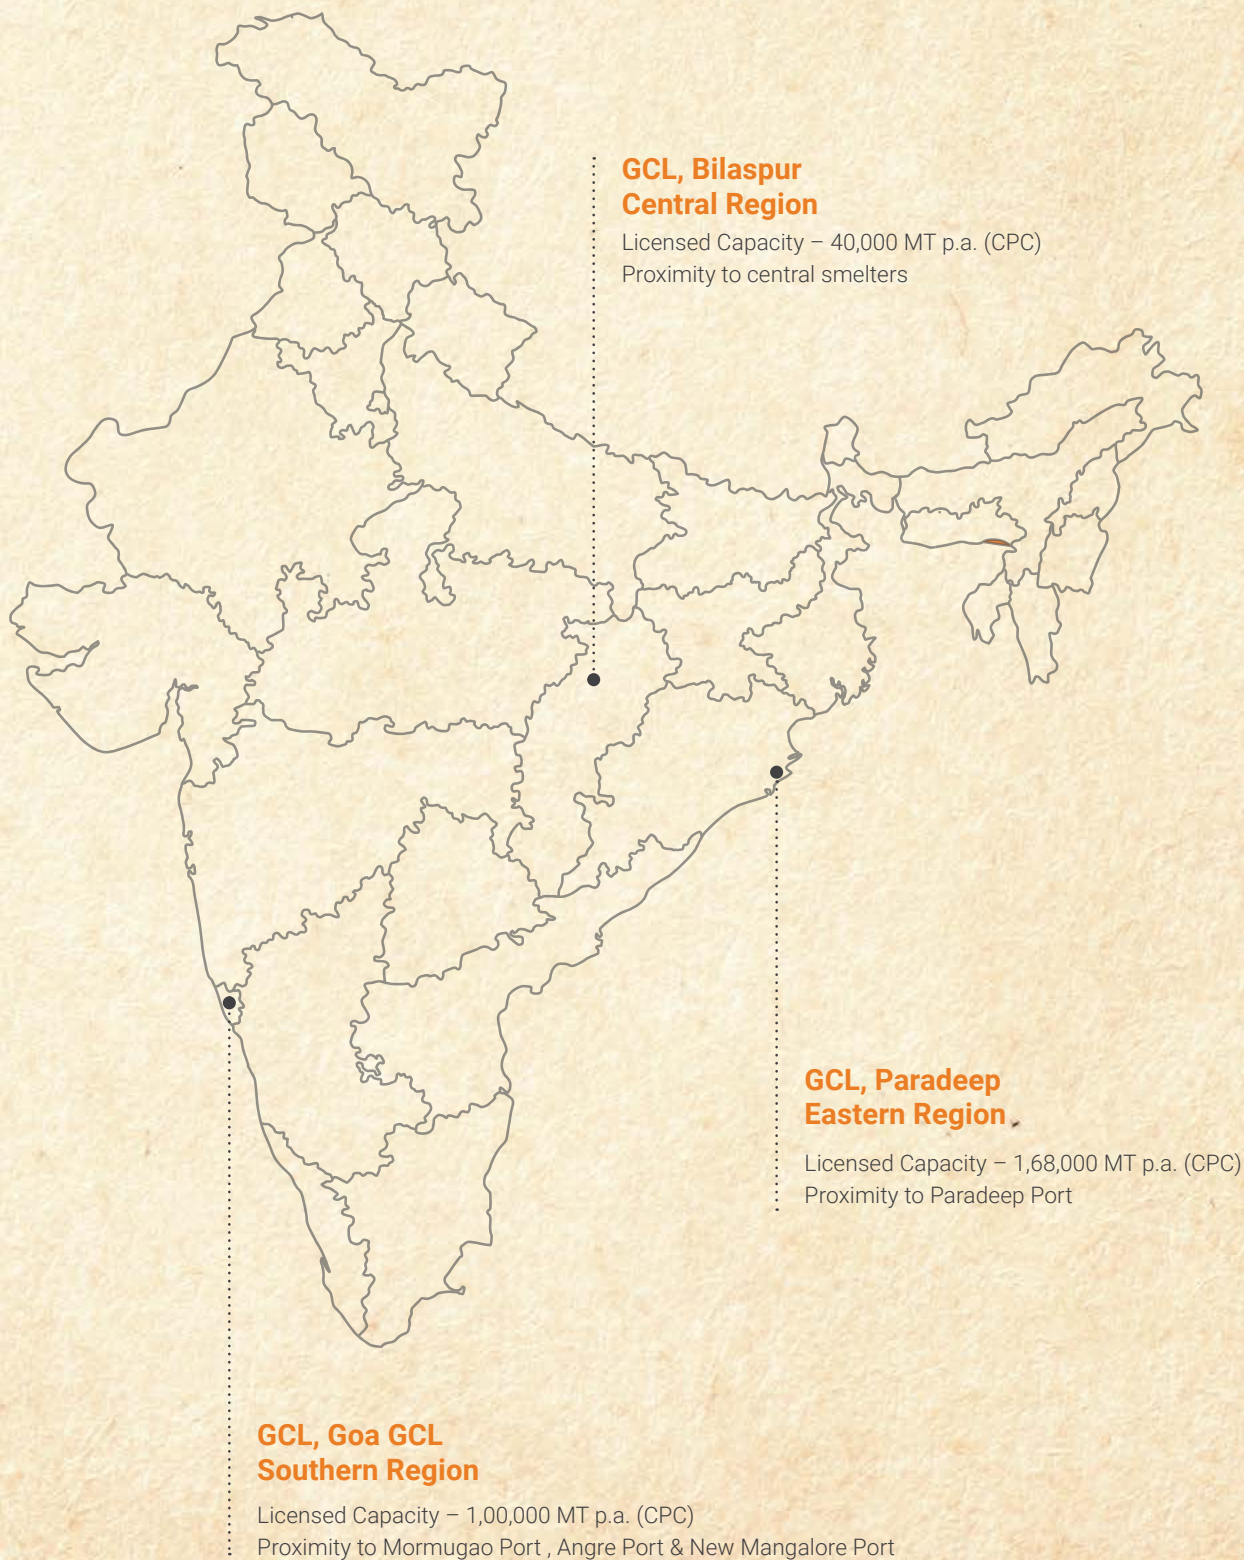 GCL, Bilaspur
Central Region
Licensed Capacity – 40,000 MT p.a. (CPC)
Proximity to central smelters
GCL, Paradeep
Eastern Region
Licensed Capacity – 1,68,000 MT p.a. (CPC)
Proximity to Paradeep Port
GCL, Goa GCL
Southern Region
Licensed Capacity – 1,00,000 MT p.a. (CPC)
Proximity to Mormugao Port , Angre Port & New Mangalore Port